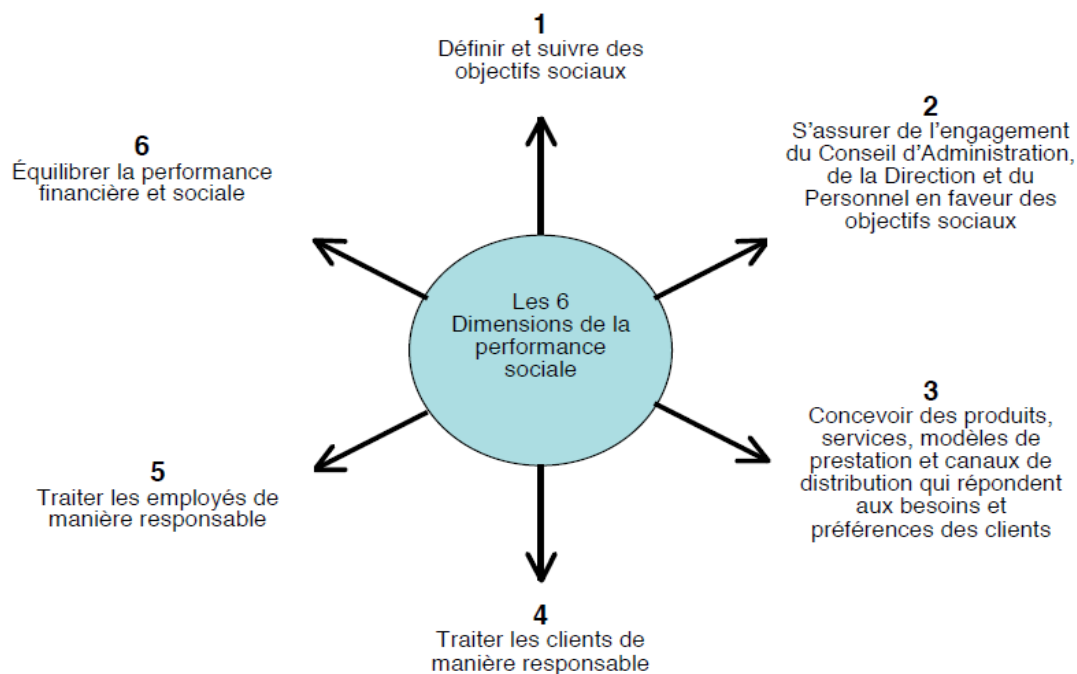 1
Définir et suivre des
objectifs sociaux
2
S'assurer de l'engagement
du Conseil d'Administration,
de la Direction et du
Personnel en faveur des
objectifs sociaux
3
Concevoir des produits,
services, modèles de
prestation et canaux de
distribution qui répondent
aux besoins et
préférences des clients
4
Traiter les clients de
manière responsable
5
Traiter les employés de
manière responsable
6
Équilibrer la performance
financière et sociale
Les 6
Dimensions de la
performance
sociale